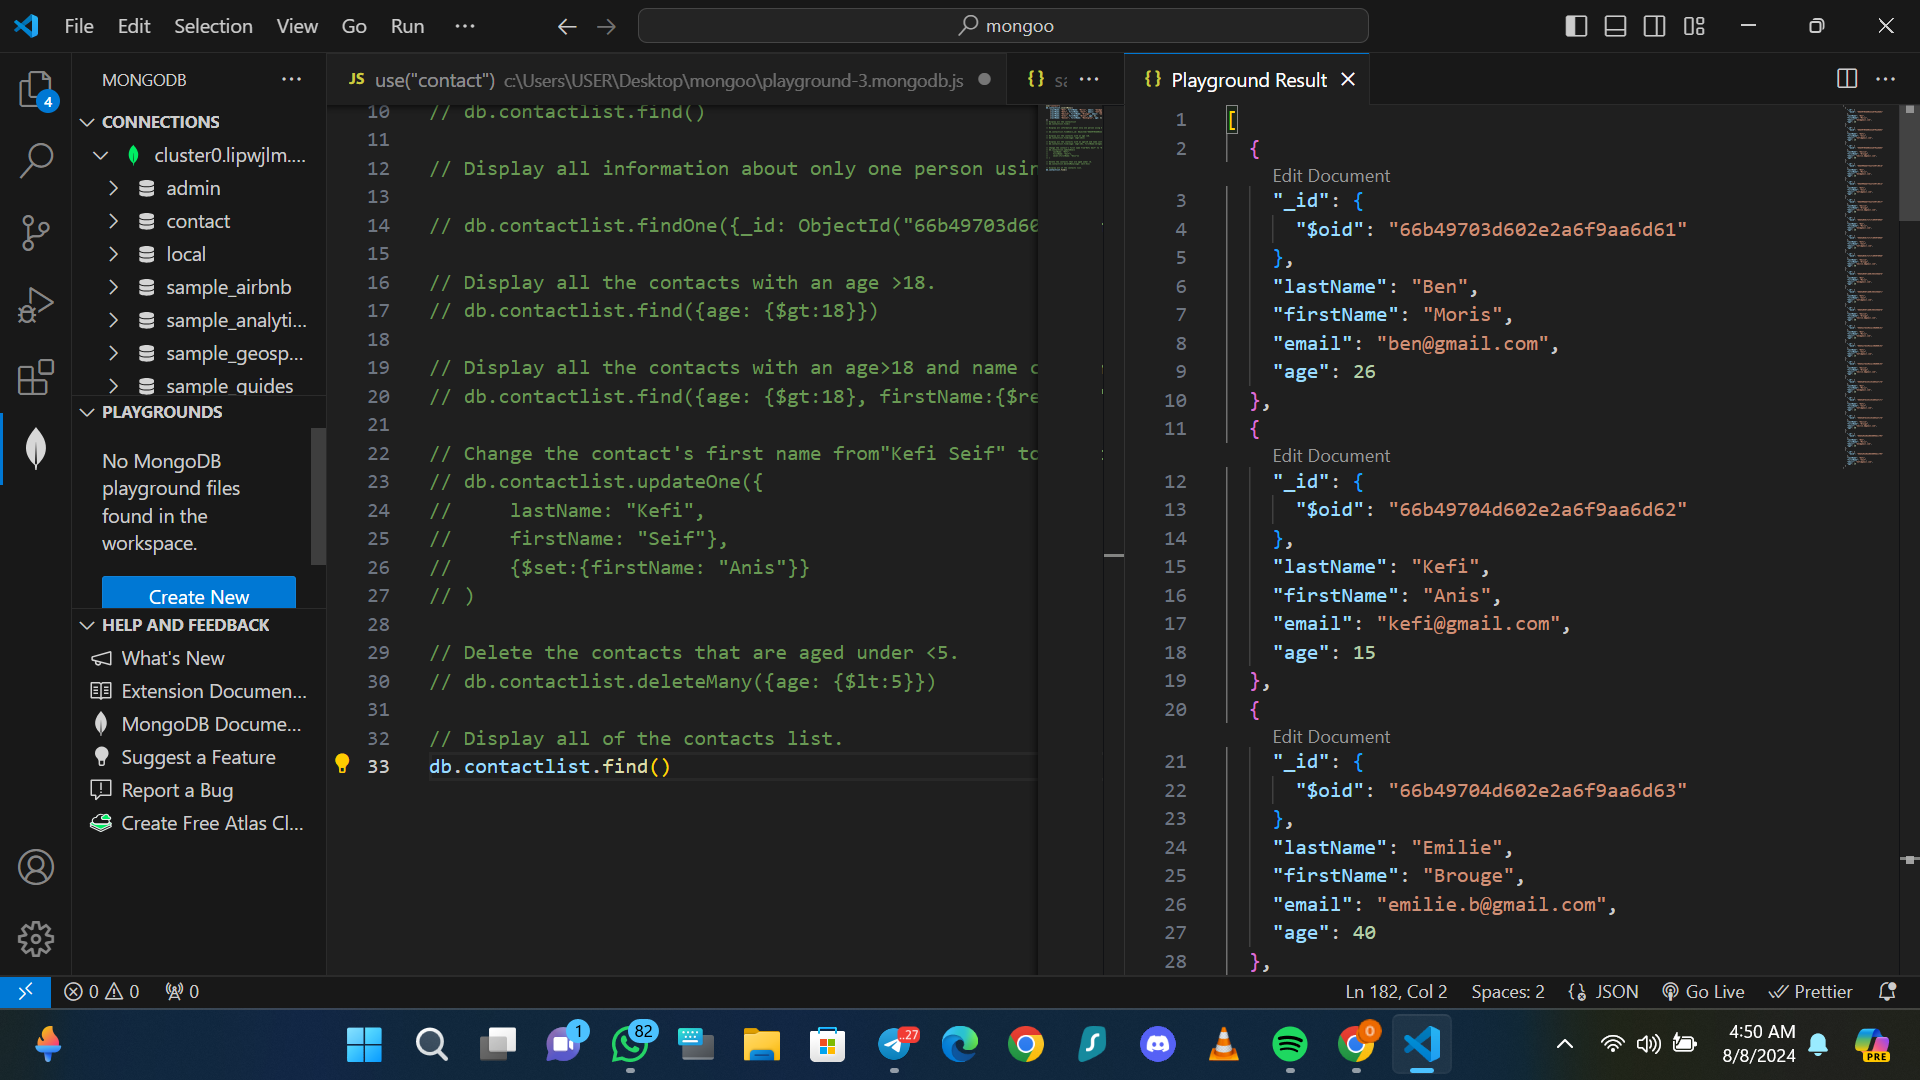 File Edit Selection View Go Run ···
mongoo
MONGODB
CONNECTIONS
cluster0.lipwjlm....
admin
contact
local
sample_airbnb
sample_analyti...
sample_geosp...
sample_guides
PLAYGROUNDS
No MongoDB
playground files
found in the
workspace.
Create New
HELP AND FEEDBACK
What's New
Extension Documen...
MongoDB Docume...
Suggest a Feature
Report a Bug
Create Free Atlas Cl...
4
JS use("contact") c:\Users\USER\Desktop\mongoo\playground-3.mongodb.js
{} sa ···
10 // db.contactlist.find()
11
12 // Display all information about only one person usin
13
14 // db.contactlist.findOne({_id: ObjectId("66b49703d60
15
16 // Display all the contacts with an age >18.
17 // db.contactlist.find({age: {$gt:18}})
18
19 // Display all the contacts with an age>18 and name c
20 // db.contactlist.find({age: {$gt:18}, firstName:{$re
21
22 // Change the contact's first name from"Kefi Seif" to
23 // db.contactlist.updateOne({
24 //     lastName: "Kefi",
25 //     firstName: "Seif"},
26 //     {$set:{firstName: "Anis"}}
27 // )
28
29 // Delete the contacts that are aged under <5.
30 // db.contactlist.deleteMany({age: {$lt:5}})
31
32 // Display all of the contacts list.
33 db.contactlist.find()
{} Playground Result
1 [
2 {
Edit Document
3 "_id": {
4 "$oid": "66b49703d602e2a6f9aa6d61"
5 },
6 "lastName": "Ben",
7 "firstName": "Moris",
8 "email": "ben@gmail.com",
9 "age": 26
10 },
11 {
Edit Document
12 "_id": {
13 "$oid": "66b49704d602e2a6f9aa6d62"
14 },
15 "lastName": "Kefi",
16 "firstName": "Anis",
17 "email": "kefi@gmail.com",
18 "age": 15
19 },
20 {
Edit Document
21 "_id": {
22 "$oid": "66b49704d602e2a6f9aa6d63"
23 },
24 "lastName": "Emilie",
25 "firstName": "Brouge",
26 "email": "emilie.b@gmail.com",
27 "age": 40
28 },
0 0 0
Ln 182, Col 2 Spaces: 2 {} JSON Go Live Prettier
1 82 ..27 0
4:50 AM
8/8/2024
PRE